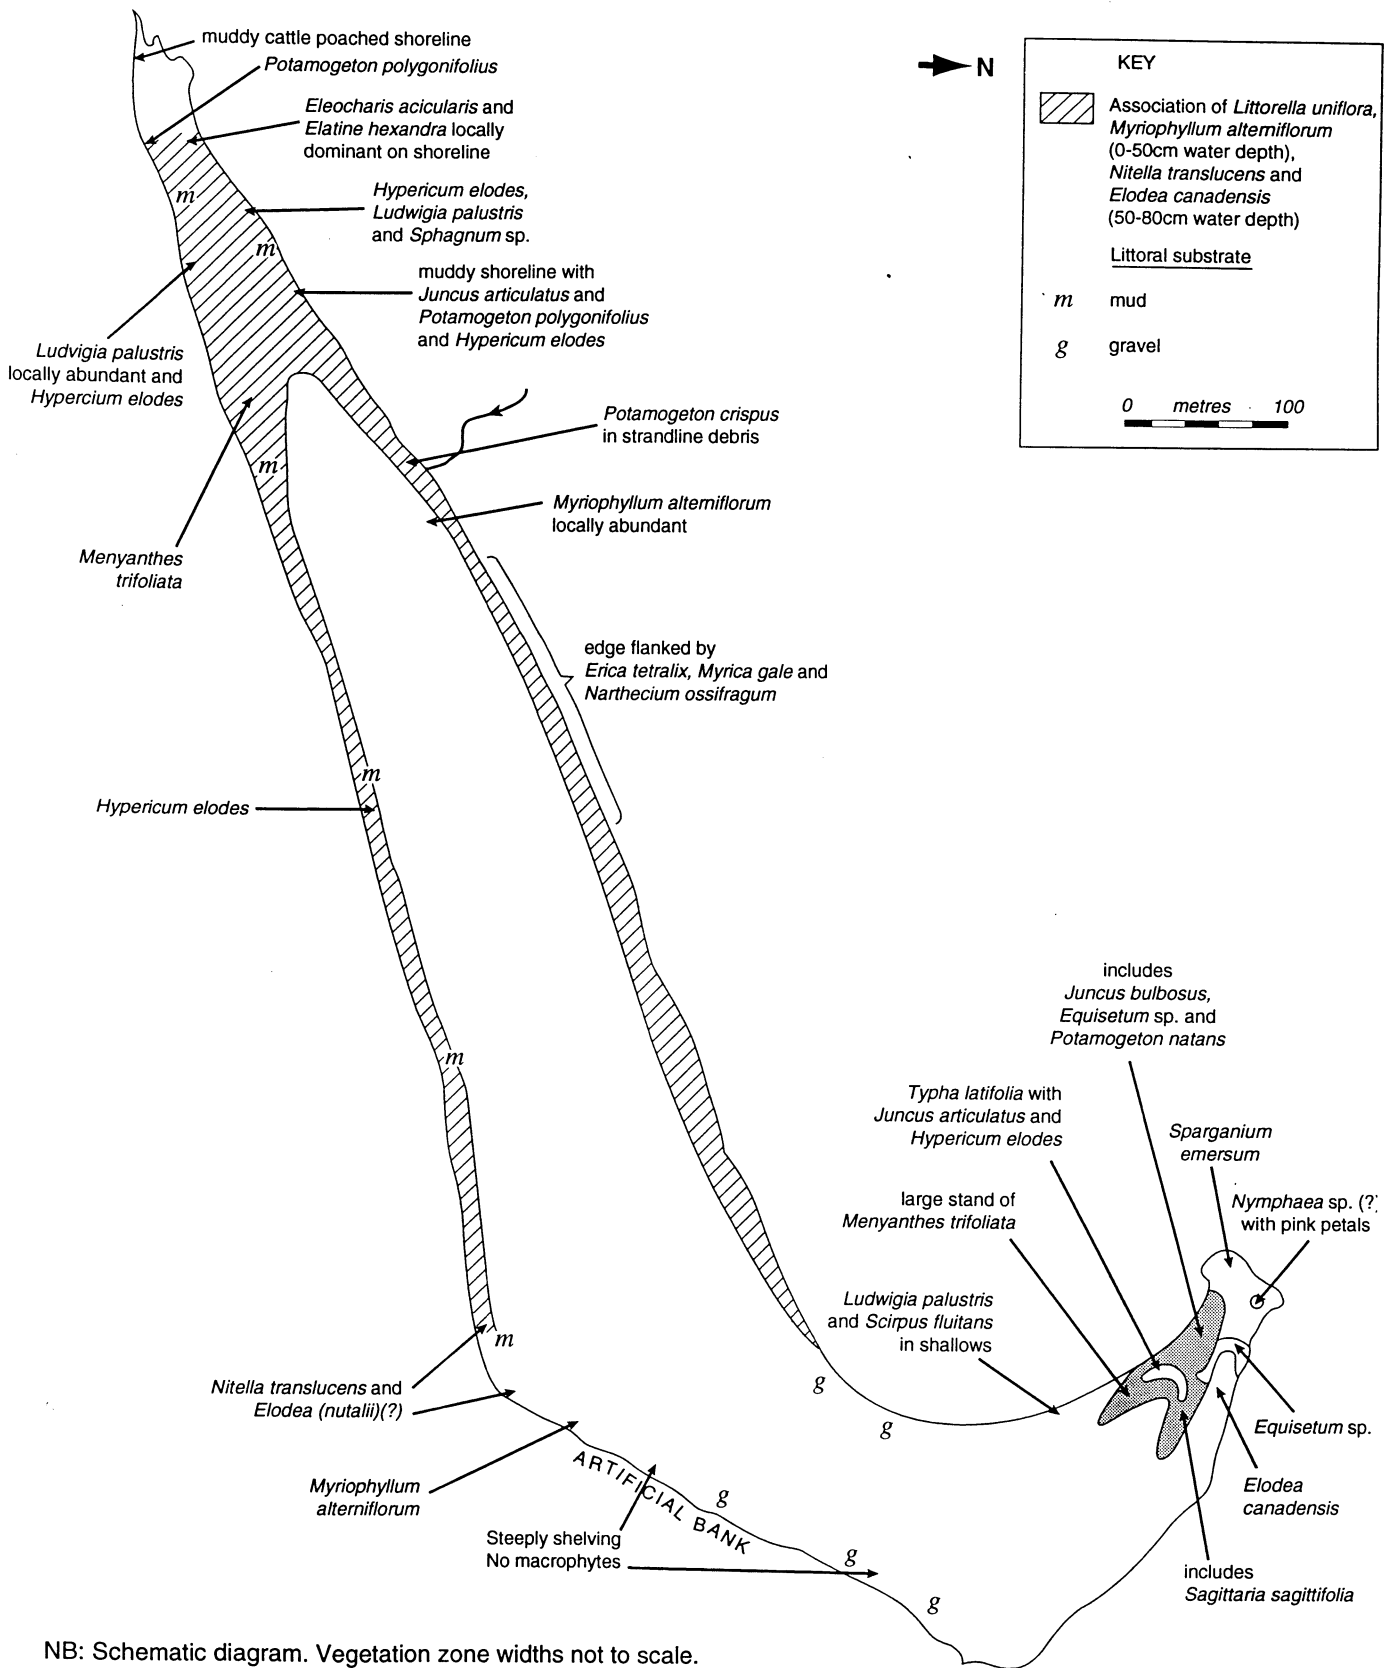 muddy cattle poached shoreline
Potamogeton polygonifolius
Eleocharis acicularis and
Elatine hexandra locally
dominant on shoreline
m
Hypericum elodes,
Ludwigia palustris
and Sphagnum sp.
m
muddy shoreline with
Juncus articulatus and
Potamogeton polygonifolius
and Hypericum elodes
Ludvigia palustris
locally abundant and
Hypercium elodes
Potamogeton crispus
in strandline debris
m
Myriophyllum alterniflorum
locally abundant
Menyanthes
trifoliata
edge flanked by
Erica tetralix, Myrica gale and
Narthecium ossifragum
m
Hypericum elodes
m
N
KEY
Association of Littorella uniflora,
Myriophyllum alterniflorum
(0-50cm water depth),
Nitella translucens and
Elodea canadensis
(50-80cm water depth)
Littoral substrate
m mud
g gravel
0 metres 100
includes
Juncus bulbosus,
Equisetum sp. and
Potamogeton natans
Typha latifolia with
Juncus articulatus and
Hypericum elodes
Sparganium
emersum
large stand of
Menyanthes trifoliata
Nymphaea sp. (?)
with pink petals
Ludwigia palustris
and Scirpus fluitans
in shallows
m
g
g
Nitella translucens and
Elodea (nutalii)(?)
Equisetum sp.
Myriophyllum
alterniflorum
ARTIFICIAL BANK
g
Elodea
canadensis
Steeply shelving
No macrophytes
g
g
includes
Sagittaria sagittifolia
NB: Schematic diagram. Vegetation zone widths not to scale.